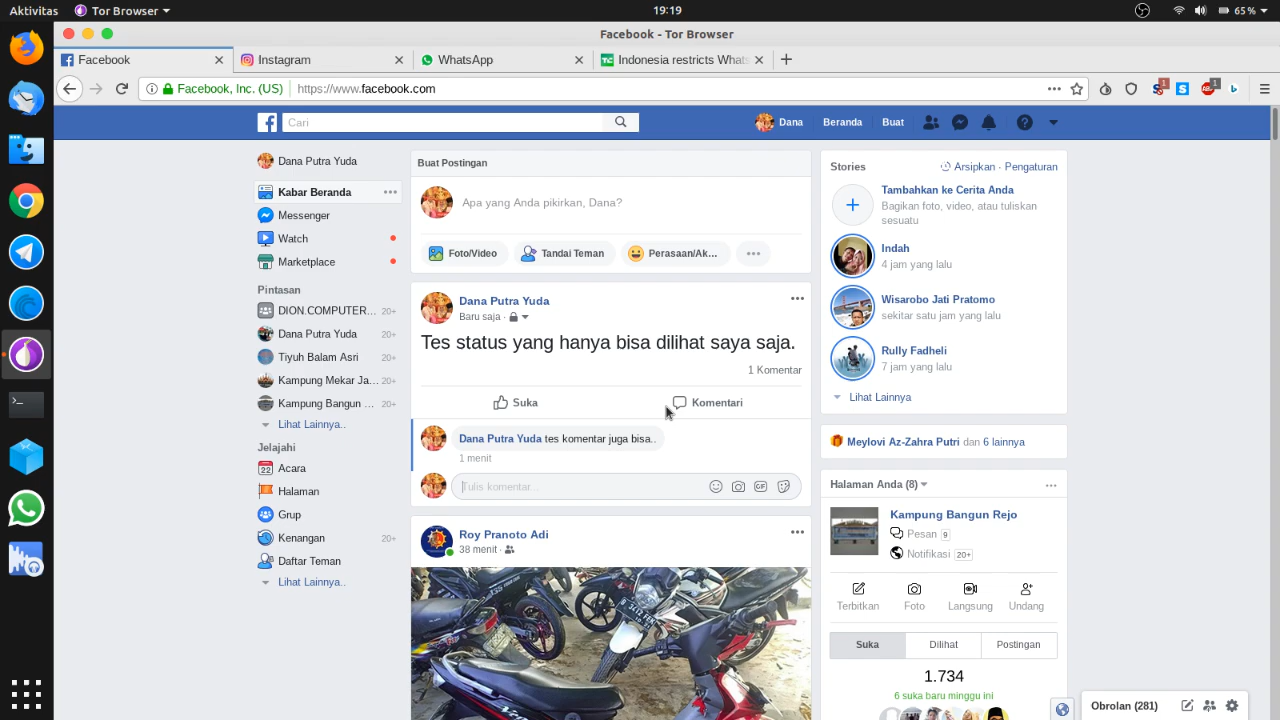 Aktivitas
Tor Browser
19:19
65%
Facebook - Tor Browser
Facebook
Instagram
WhatsApp
Indonesia restricts Whats
Facebook, Inc. (US)
https://www.facebook.com
1
1
Cari
Dana
Beranda
Buat
Dana Putra Yuda
Kabar Beranda
Messenger
Watch
Marketplace
Pintasan
DION.COMPUTER... 20+
Dana Putra Yuda 20+
Tiyuh Balam Asri 20+
Kampung Mekar Ja... 20+
Kampung Bangun ... 20+
Lihat Lainnya..
Jelajahi
22 Acara
Halaman
Grup
Kenangan 20+
Daftar Teman
Lihat Lainnya..
Buat Postingan
Apa yang Anda pikirkan, Dana?
Foto/Video
Tandai Teman
Perasaan/Ak...
Dana Putra Yuda
Baru saja ·
Tes status yang hanya bisa dilihat saya saja.
1 Komentar
Suka
Komentari
Dana Putra Yuda tes komentar juga bisa..
1 menit
Tulis komentar...
GIF
Roy Pranoto Adi
38 menit ·
Stories
Arsipkan · Pengaturan
Tambahkan ke Cerita Anda
Bagikan foto, video, atau tuliskan
sesuatu
Indah
4 jam yang lalu
Wisarobo Jati Pratomo
sekitar satu jam yang lalu
Rully Fadheli
7 jam yang lalu
Lihat Lainnya
Meylovi Az-Zahra Putri dan 6 lainnya
Halaman Anda (8)
Kampung Bangun Rejo
Pesan 9
Notifikasi 20+
Terbitkan
Foto
Langsung
Undang
Suka
Dilihat
Postingan
1.734
6 suka baru minggu ini
Obrolan (281)